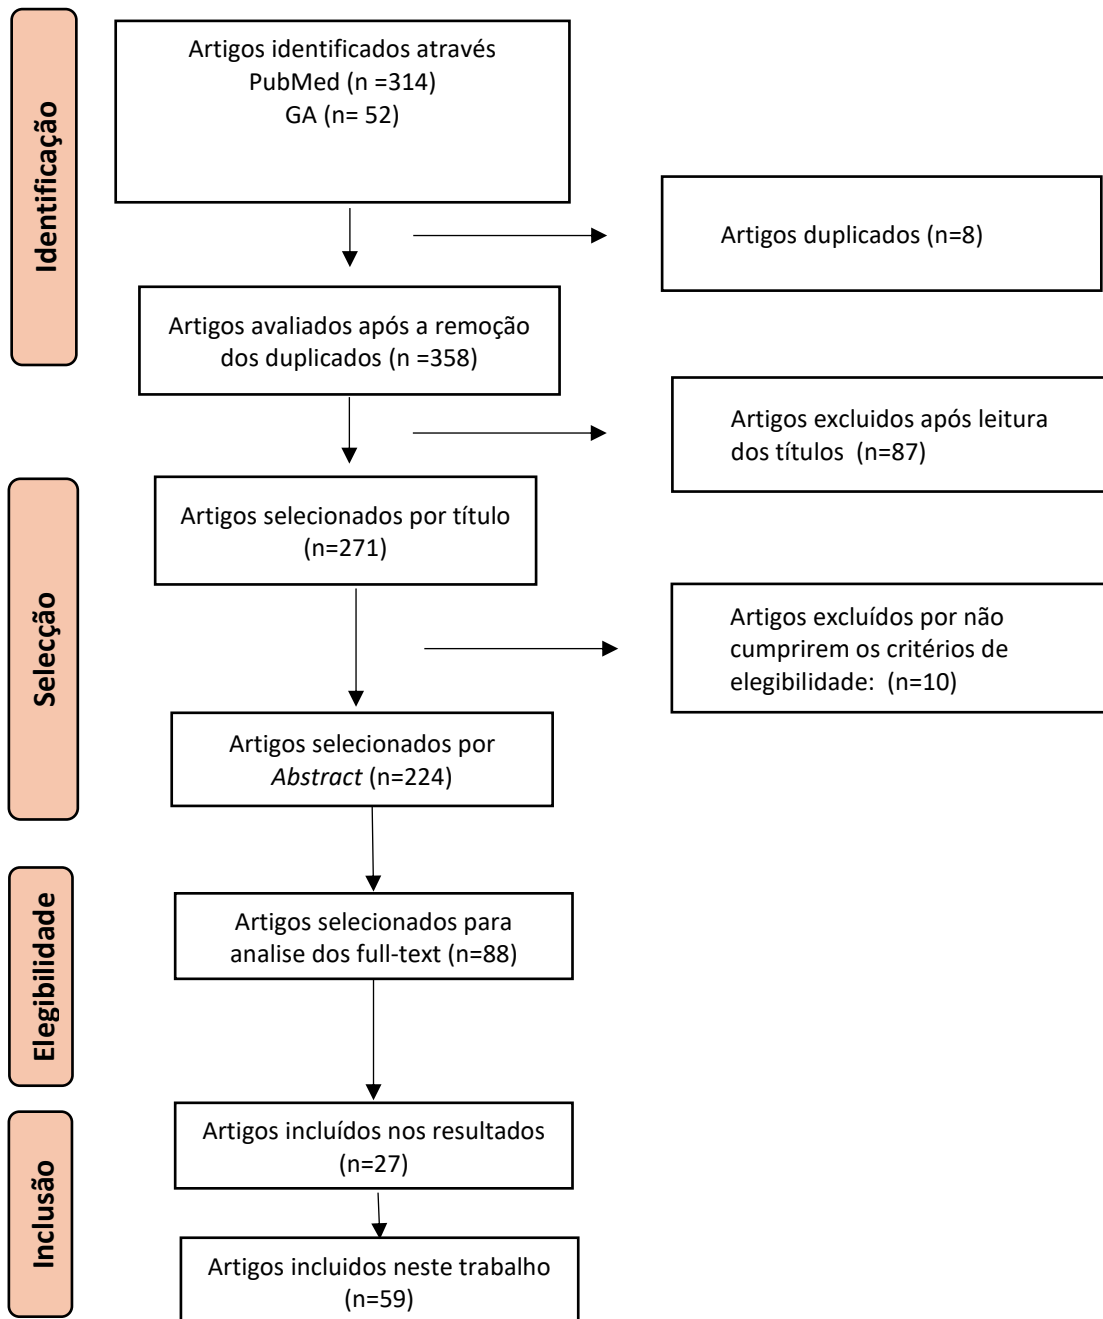 Identificação
Artigos identificados através
PubMed (n =314)
GA (n= 52)
Artigos duplicados (n=8)
Artigos avaliados após a remoção
dos duplicados (n =358)
Artigos excluidos após leitura
dos títulos (n=87)
Selecção
Artigos selecionados por título
(n=271)
Artigos excluídos por não
cumprirem os critérios de
elegibilidade: (n=10)
Artigos selecionados por
Abstract (n=224)
Elegibilidade
Artigos selecionados para
analise dos full-text (n=88)
Inclusão
Artigos incluídos nos resultados
(n=27)
Artigos incluidos neste trabalho
(n=59)